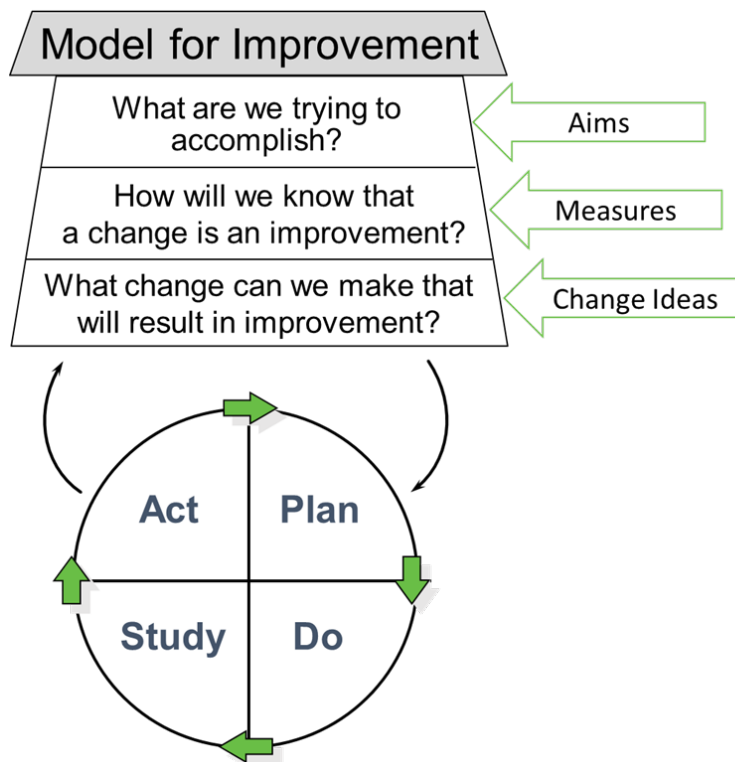 Model for Improvement
What are we trying to
accomplish?
Aims
How will we know that
a change is an improvement?
Measures
What change can we make that
will result in improvement?
Change Ideas
Act
Plan
Study
Do